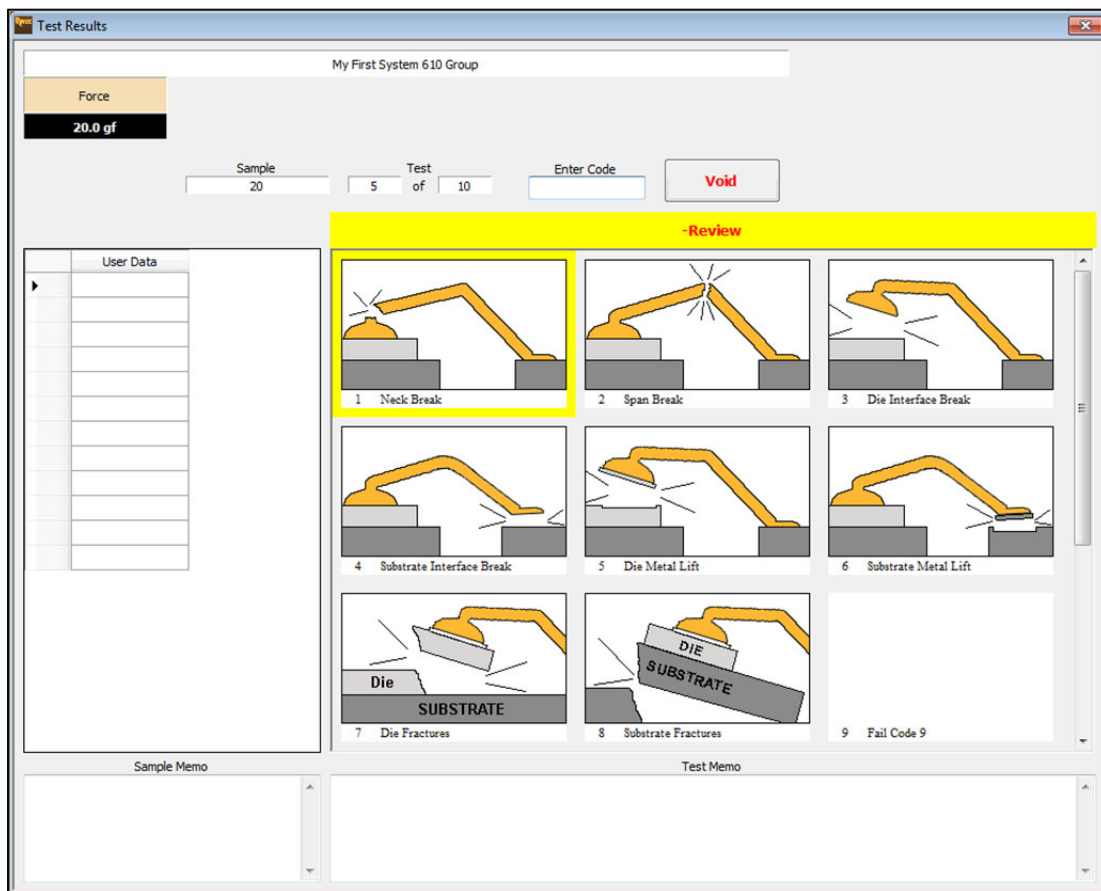 Test Results
My First System 610 Group
Force
20.0 gf
Sample
Test
Enter Code
20
5
of
10
Void
-Review
User Data
1 Neck Break
2 Span Break
3 Die Interface Break
4 Substrate Interface Break
5 Die Metal Lift
6 Substrate Metal Lift
Die
SUBSTRATE
7 Die Fractures
DIE
SUBSTRATE
8 Substrate Fractures
9 Fail Code 9
Sample Memo
Test Memo